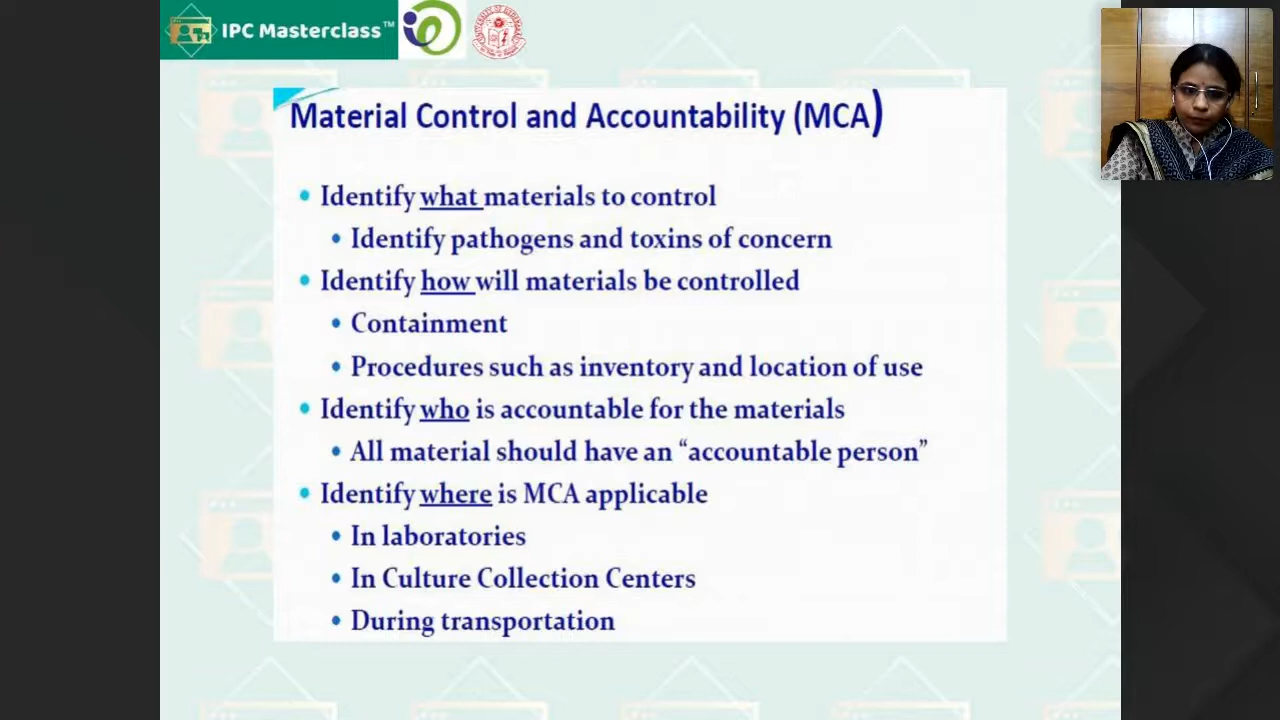 IPC Masterclass™
Material Control and Accountability (MCA)
• Identify what materials to control
• Identify pathogens and toxins of concern
• Identify how will materials be controlled
• Containment
• Procedures such as inventory and location of use
• Identify who is accountable for the materials
• All material should have an “accountable person”
• Identify where is MCA applicable
• In laboratories
• In Culture Collection Centers
• During transportation